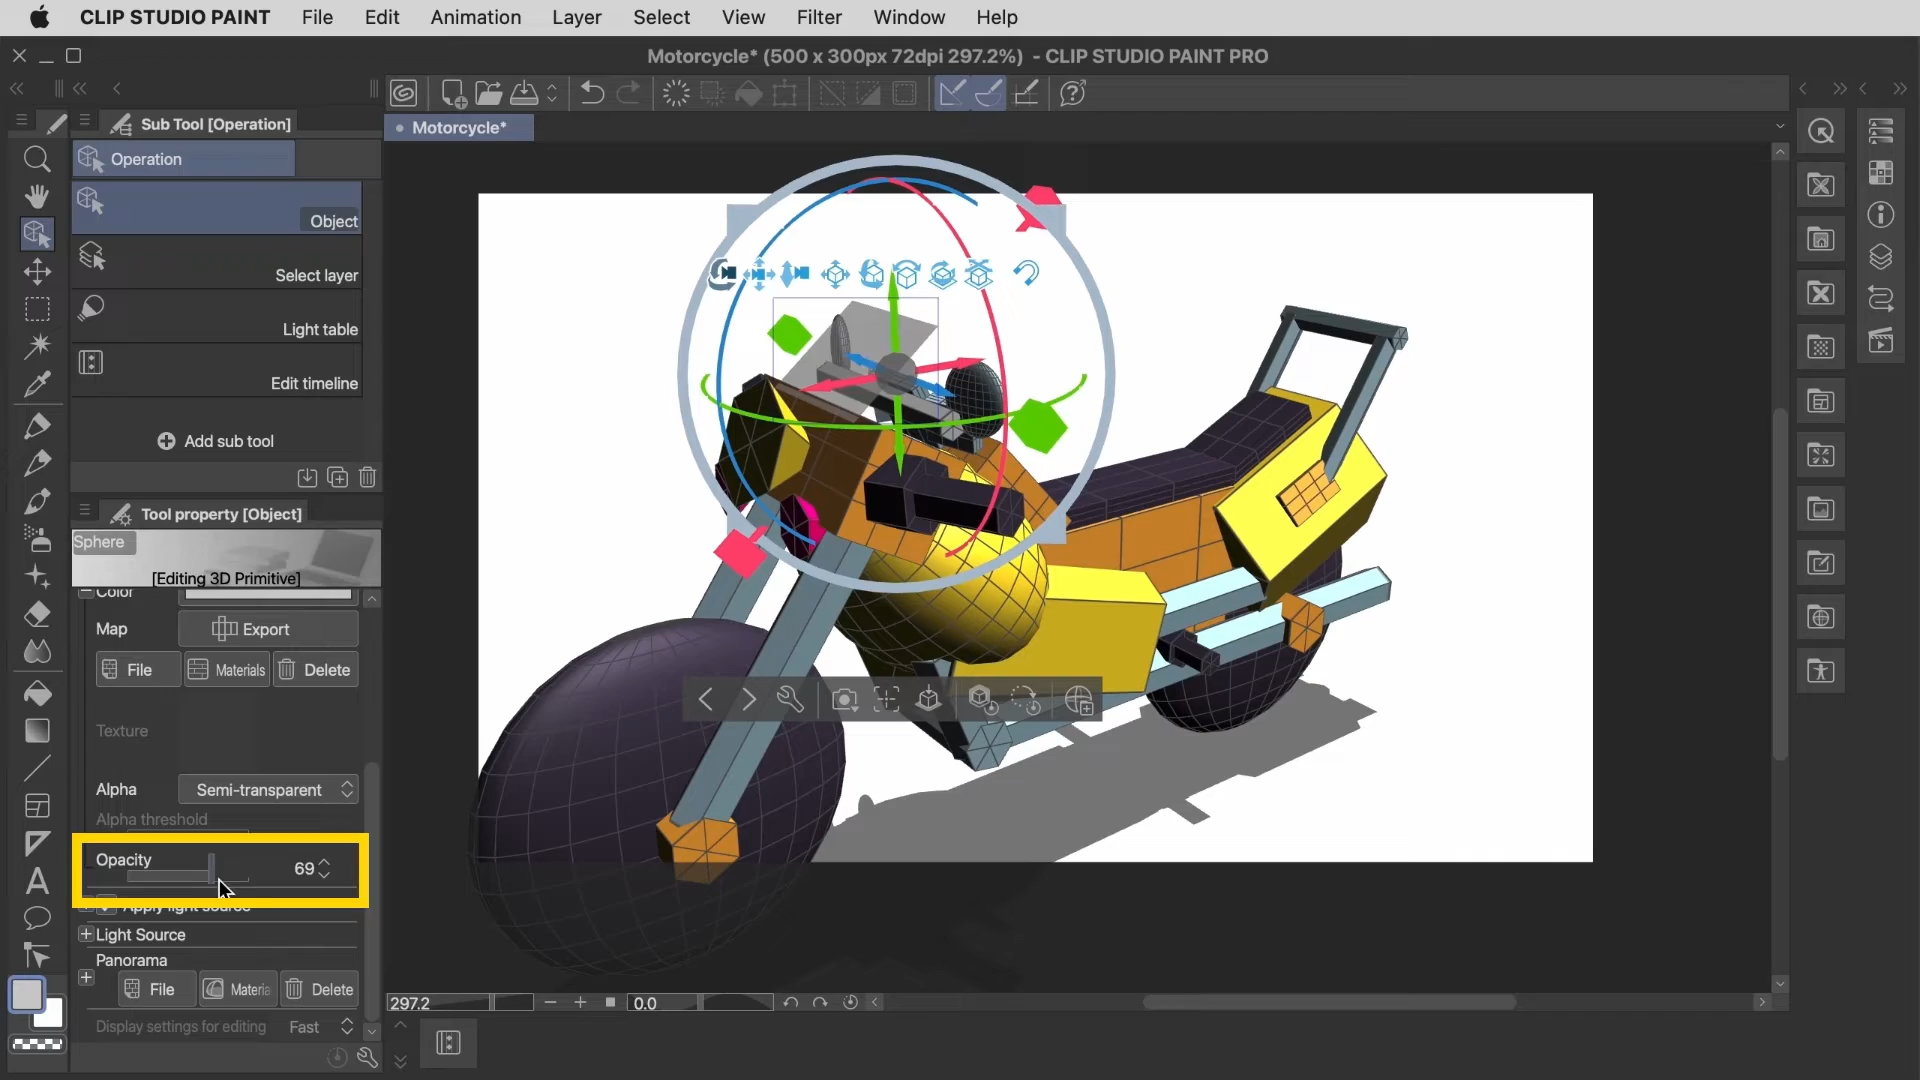 CLIP STUDIO PAINT File Edit Animation Layer Select View Filter Window Help
Motorcycle* (500 x 300px 72dpi 297.2%) - CLIP STUDIO PAINT PRO
Sub Tool [Operation]
Motorcycle*
Operation
Object
Select layer
Light table
Edit timeline
Add sub tool
Tool property [Object]
Sphere
[Editing 3D Primitive]
Color
Map Export
File Materials Delete
Texture
Alpha Semi-transparent
Alpha threshold
Opacity 69
Apply light source
Light Source
Panorama
File Materia Delete
Display settings for editing Fast
297.2 0.0